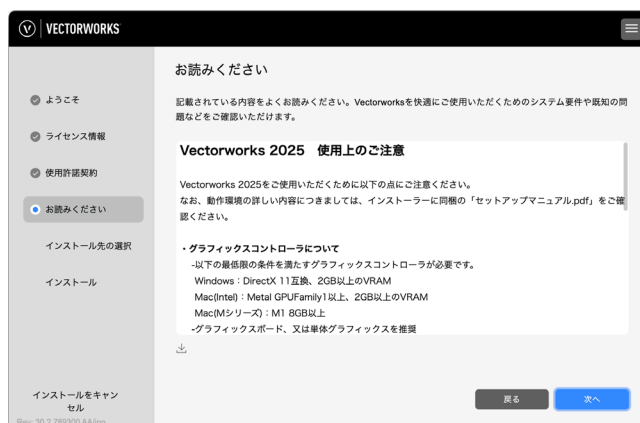 VECTORWORKS
お読みください
ようこそ
ライセンス情報
使用許諾契約
お読みください
インストール先の選択
インストール
記載されている内容をよくお読みください。Vectorworksを快適にご使用いただくためのシステム要件や既知の問
題などをご確認いただけます。
Vectorworks 2025　使用上のご注意
Vectorworks 2025をご使用いただくために以下の点にご注意ください。
なお、動作環境の詳しい内容につきましては、インストーラーに同梱の「セットアップマニュアル.pdf」をご確
認ください。
・グラフィックスコントローラについて
-以下の最低限の条件を満たすグラフィックスコントローラが必要です。
Windows：DirectX 11互換、2GB以上のVRAM
Mac(Intel)：Metal GPUFamily1以上、2GB以上のVRAM
Mac(Mシリーズ)：M1 8GB以上
-グラフィックスボード、又は単体グラフィックスを推奨
インストールをキャン
セル
戻る
次へ